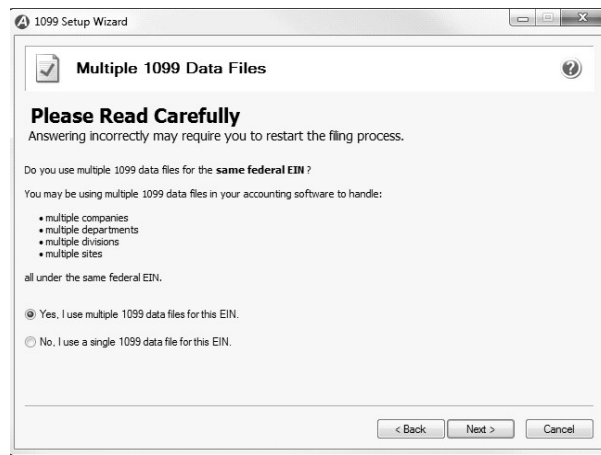 1099 Setup Wizard
Multiple 1099 Data Files
Please Read Carefully
Answering incorrectly may require you to restart the filing process.
Do you use multiple 1099 data files for the same federal EIN ?
You may be using multiple 1099 data files in your accounting software to handle:
• multiple companies
• multiple departments
• multiple divisions
• multiple sites
all under the same federal EIN.
Yes, I use multiple 1099 data files for this EIN.
No, I use a single 1099 data file for this EIN.
< Back Next > Cancel